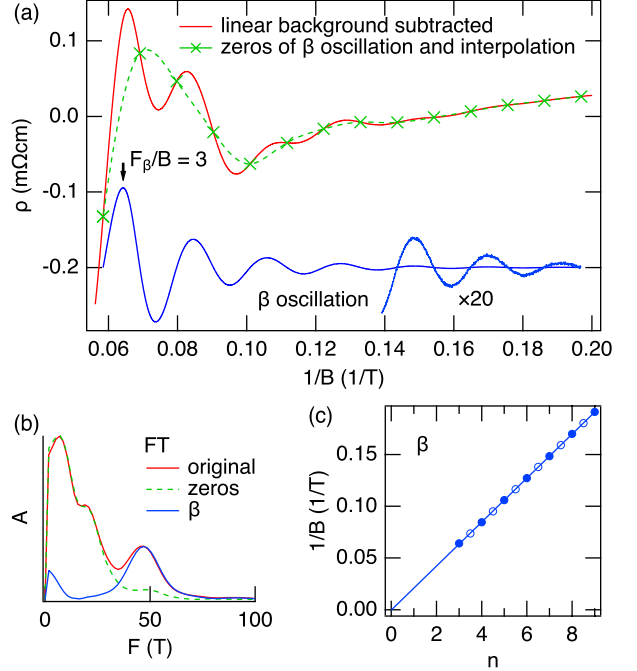 (a)
linear background subtracted
zeros of β oscillation and interpolation
0.1
0.0
-0.1
-0.2
ρ (mΩcm)
Fβ/B = 3
β oscillation
×20
0.06 0.08 0.10 0.12 0.14 0.16 0.18 0.20
1/B (1/T)
(b)
FT
original
zeros
β
A
0 50 100
F (T)
(c)
β
0.15
0.10
0.05
0.00
1/B (1/T)
0 2 4 6 8
n